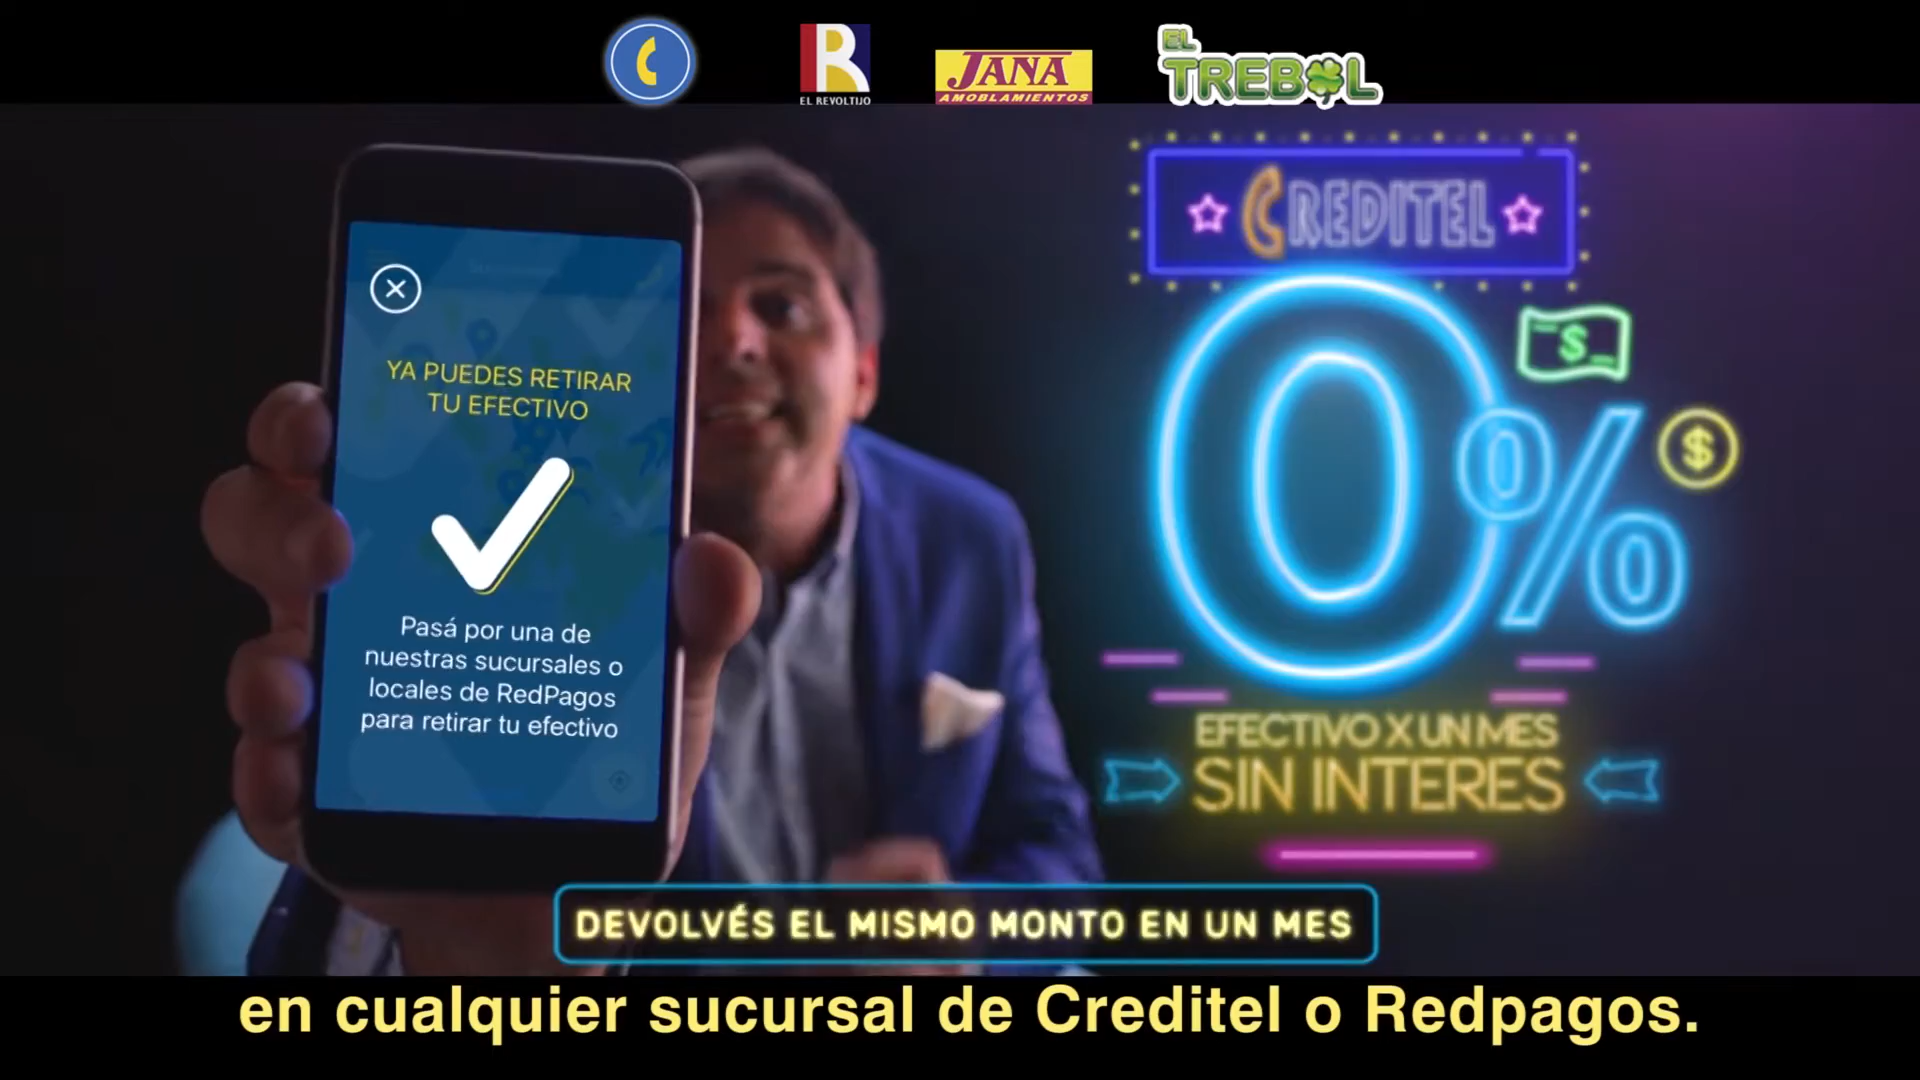 EL REVOLTIJO
JANA
AMOBLAMIENTOS
EL
TREBOL
CREDITEL
YA PUEDES RETIRAR
TU EFECTIVO
Pasá por una de
nuestras sucursales o
locales de RedPagos
para retirar tu efectivo
0%
$
$
EFECTIVO X UN MES
SIN INTERES
DEVOLVÉS EL MISMO MONTO EN UN MES
en cualquier sucursal de Creditel o Redpagos.